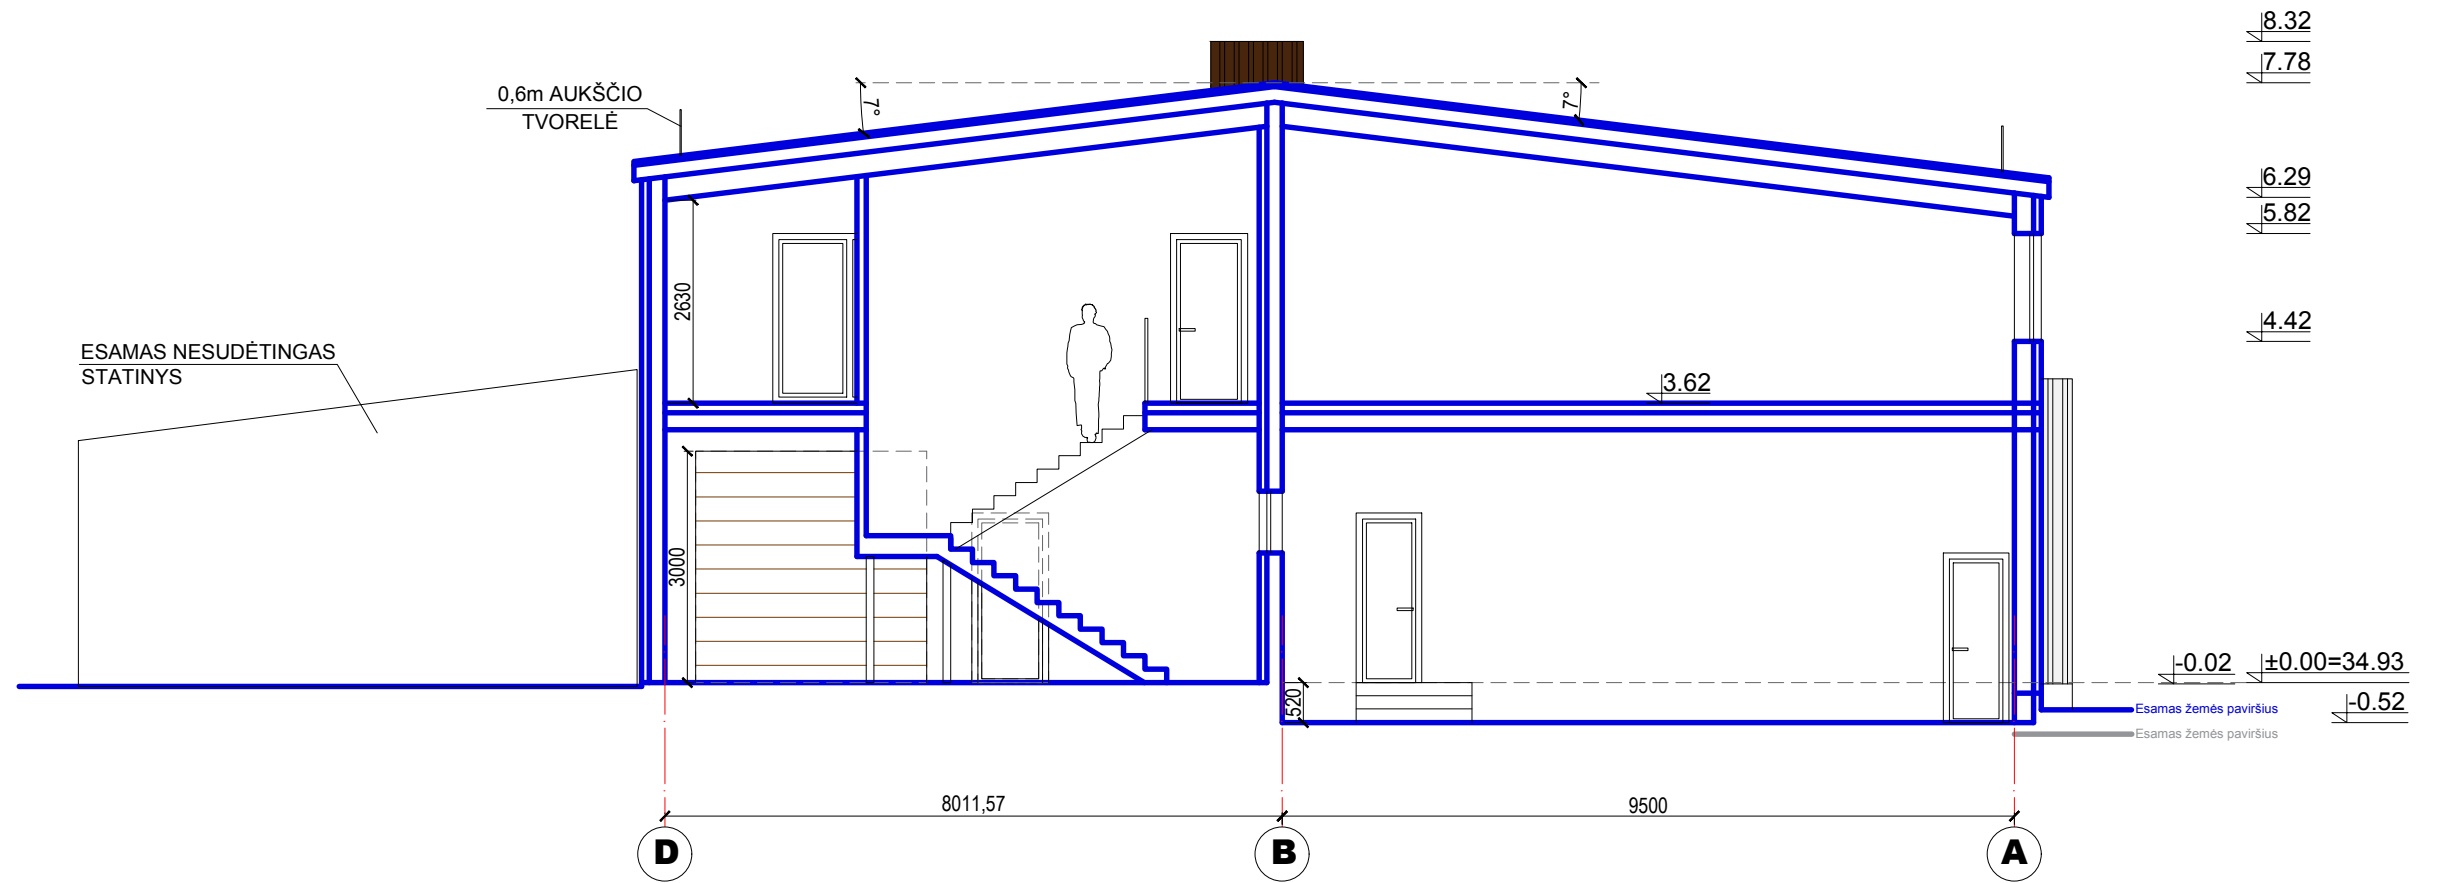 8.32
7.78
0,6m AUKŠČIO
TVORELĖ
7°
7°
6.29
5.82
2630
4.42
ESAMAS NESUDĖTINGAS
STATINYS
3.62
3000
-0.02
±0.00=34.93
520
-0.52
Esamas žemės paviršius
Esamas žemės paviršius
8011,57
9500
D
B
A